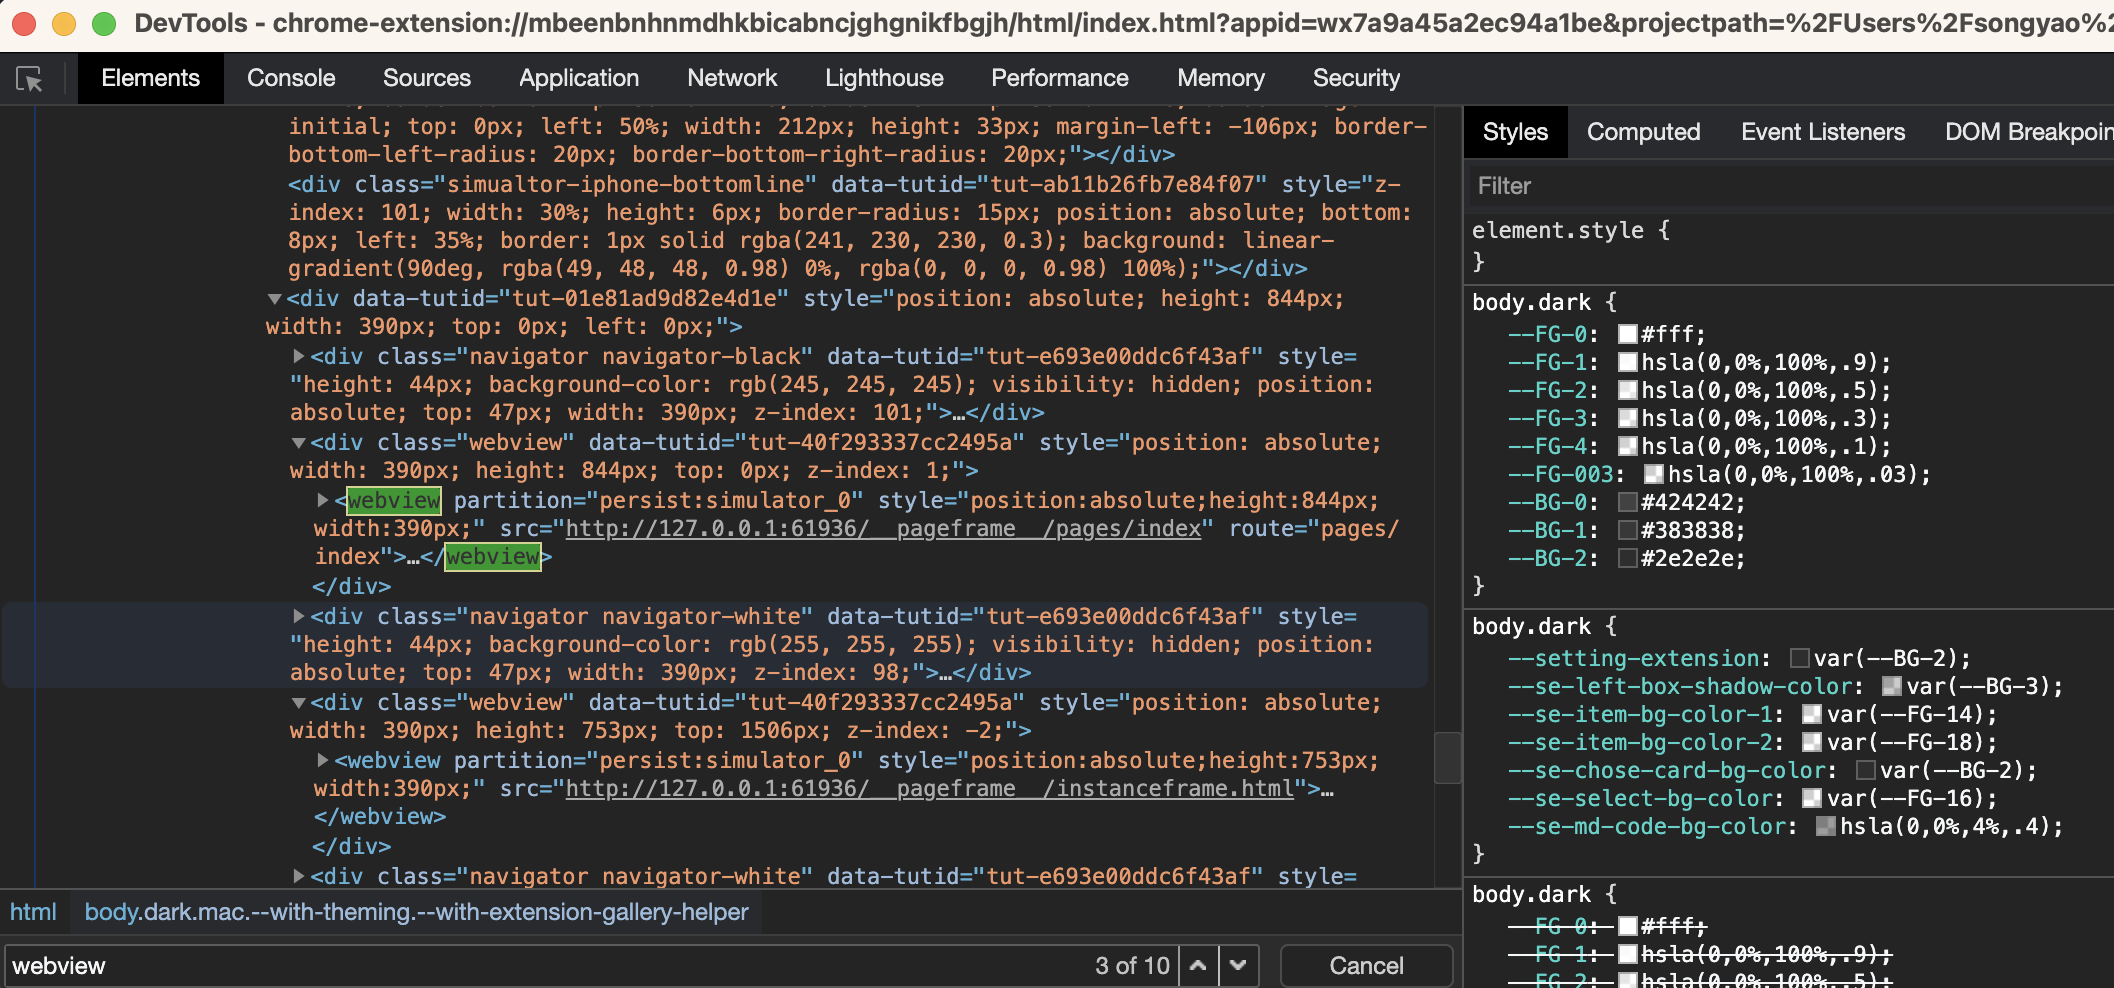 DevTools - chrome-extension://mbeenbnhnmdhkbicabncjghgnikfbgjh/html/index.html?appid=wx7a9a45a2ec94a1be&projectpath=%2FUsers%2Fsongyao%2
Elements Console Sources Application Network Lighthouse Performance Memory Security
initial; top: 0px; left: 50%; width: 212px; height: 33px; margin-left: -106px; border-
bottom-left-radius: 20px; border-bottom-right-radius: 20px;"></div>
<div class="simualtor-iphone-bottomline" data-tutid="tut-ab11b26fb7e84f07" style="z-
index: 101; width: 30%; height: 6px; border-radius: 15px; position: absolute; bottom:
8px; left: 35%; border: 1px solid rgba(241, 230, 230, 0.3); background: linear-
gradient(90deg, rgba(49, 48, 48, 0.98) 0%, rgba(0, 0, 0, 0.98) 100%);"></div>
<div data-tutid="tut-01e81ad9d82e4d1e" style="position: absolute; height: 844px;
width: 390px; top: 0px; left: 0px;">
<div class="navigator navigator-black" data-tutid="tut-e693e00ddc6f43af" style=
"height: 44px; background-color: rgb(245, 245, 245); visibility: hidden; position:
absolute; top: 47px; width: 390px; z-index: 101;">…</div>
<div class="webview" data-tutid="tut-40f293337cc2495a" style="position: absolute;
width: 390px; height: 844px; top: 0px; z-index: 1;">
<webview partition="persist:simulator_0" style="position:absolute;height:844px;
width:390px;" src="http://127.0.0.1:61936/__pageframe__/pages/index" route="pages/
index">…</webview>
</div>
<div class="navigator navigator-white" data-tutid="tut-e693e00ddc6f43af" style=
"height: 44px; background-color: rgb(255, 255, 255); visibility: hidden; position:
absolute; top: 47px; width: 390px; z-index: 98;">…</div>
<div class="webview" data-tutid="tut-40f293337cc2495a" style="position: absolute;
width: 390px; height: 753px; top: 1506px; z-index: -2;">
<webview partition="persist:simulator_0" style="position:absolute;height:753px;
width:390px;" src="http://127.0.0.1:61936/__pageframe__/instanceframe.html">…
</webview>
</div>
<div class="navigator navigator-white" data-tutid="tut-e693e00ddc6f43af" style=
html body.dark.mac.--with-theming.--with-extension-gallery-helper
webview 3 of 10 Cancel
Styles Computed Event Listeners DOM Breakpoin
Filter
element.style {
}
body.dark {
--FG-0: #fff;
--FG-1: hsla(0,0%,100%,.9);
--FG-2: hsla(0,0%,100%,.5);
--FG-3: hsla(0,0%,100%,.3);
--FG-4: hsla(0,0%,100%,.1);
--FG-003: hsla(0,0%,100%,.03);
--BG-0: #424242;
--BG-1: #383838;
--BG-2: #2e2e2e;
}
body.dark {
--setting-extension: var(--BG-2);
--se-left-box-shadow-color: var(--BG-3);
--se-item-bg-color-1: var(--FG-14);
--se-item-bg-color-2: var(--FG-18);
--se-chose-card-bg-color: var(--BG-2);
--se-select-bg-color: var(--FG-16);
--se-md-code-bg-color: hsla(0,0%,4%,.4);
}
body.dark {
--FG-0: #fff;
--FG-1: hsla(0,0%,100%,.9);
--FG-2: hsla(0,0%,100%,.5);